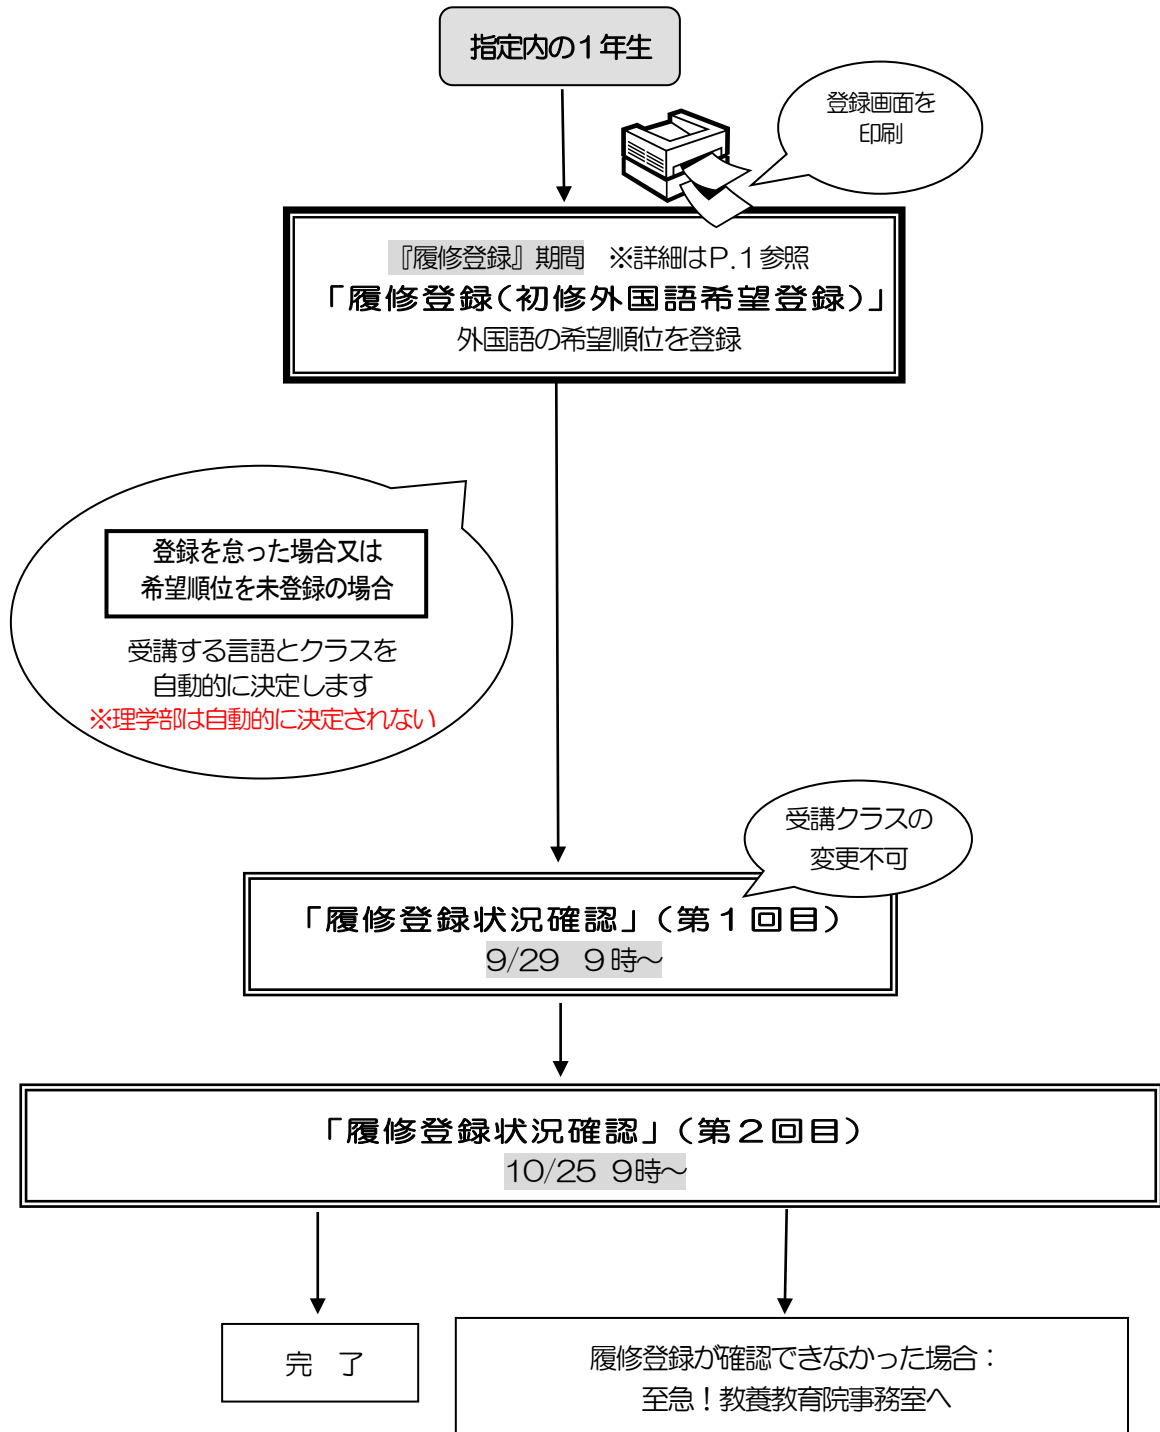 指定内の１年生
登録画面を
印刷
『履修登録』期間　※詳細はＰ.１参照
「履修登録（初修外国語希望登録）」
外国語の希望順位を登録
登録を怠った場合又は
希望順位を未登録の場合
受講する言語とクラスを
自動的に決定します
※理学部は自動的に決定されない
受講クラスの
変更不可
「履修登録状況確認」（第１回目）
9/29　９時～
「履修登録状況確認」（第２回目）
10/25 9時～
完　了
履修登録が確認できなかった場合：
至急！教養教育院事務室へ